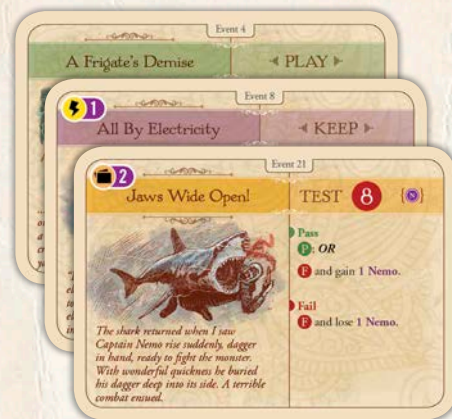 Event 4
A Frigate's Demise
PLAY
Event 8
1
All By Electricity
KEEP
Event 21
2
Jaws Wide Open!
TEST 8 {N}
The shark returned when I saw
Captain Nemo rise suddenly, dagger
in hand, ready to fight the monster.
With wonderful quickness he buried
his dagger deep into its side. A terrible
combat ensued.
Pass
P; OR
F and gain 1 Nemo.
Fail
F and lose 1 Nemo.